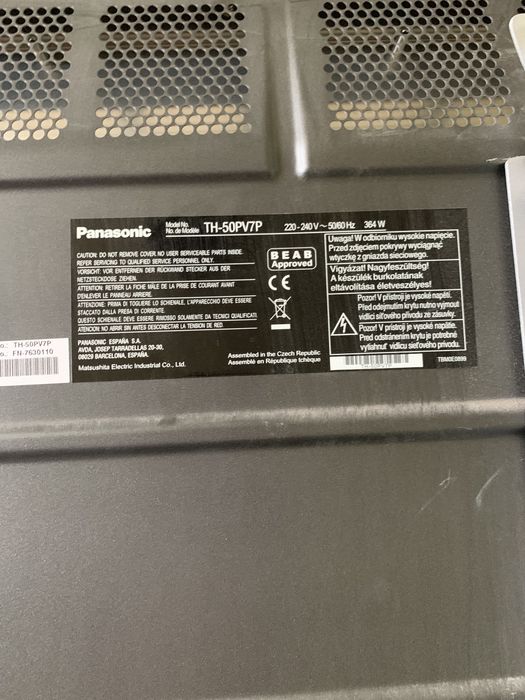 Panasonic
Model No.
No. de Modèle
TH-50PV7P
220 - 240 V ~ 50/60 Hz 364 W
CAUTION: DO NOT REMOVE COVER. NO USER SERVICEABLE PARTS INSIDE.
REFER SERVICING TO QUALIFIED SERVICE PERSONNEL ONLY.
VORSICHT: VOR ENTFERNEN DER RÜCKWAND STECKER AUS DER
NETZSTECKDOSE ZIEHEN.
ATTENTION: RETIRER LA FICHE MALE DE LA PRISE DE COURANT AVANT
D'ENLEVER LE PANNEAU ARRIERE.
ATTENZIONE: PRIMA DI TOGLIERE LO SCHIENALE, L'APPARECCHIO DEVE ESSERE
STACCATO DALLA PRESA DI CORRENTE.
QUESTO SCHIENALE DEVE ESSERE RIMOSSO SOLAMENTE DA TECNICI QUALIFICATI.
ATENCION: NO ABRIR SIN ANTES DESCONECTAR LA TENSION DE RED.
BEAB
Approved
CE
Uwaga! W odbiorniku wysokie napięcie.
Przed zdjęciem pokrywy wyciągnąć
wtyczkę z gniazda sieciowego.
Vigyázat! Nagyfeszültség!
A készülék burkolatának
eltávolítása életveszélyes!
Pozor! V přístroji je vysoké napětí.
Před odejmutím krytu nutno vyjmout
vidlici síťového přívodu ze zásuvky.
Pozor! V prístroji je vysoké napätie.
Pred odstránením krytu je potrebné
vytiahnuť vidlicu sieťového prívodu.
PANASONIC ESPAÑA S.A.
AVDA, JOSEP TARRADELLAS 20-30,
08029 BARCELONA, ESPAÑA.
Matsushita Electric Industrial Co., Ltd.
Assembled in the Czech Republic
Assemblé en République tchèque
TBM0E0899
o.: TH-50PV7P
o.: FN-7630110